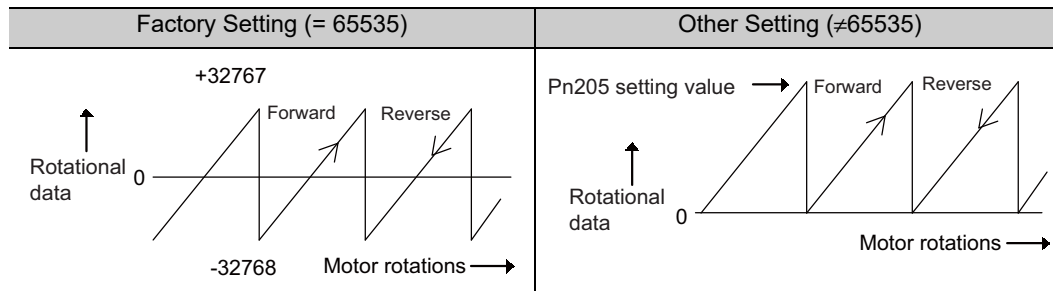 Factory Setting (= 65535)
Other Setting (≠65535)
+32767
Forward
Reverse
Rotational
data
0
-32768
Motor rotations
Pn205 setting value
Forward
Reverse
Rotational
data
0
Motor rotations